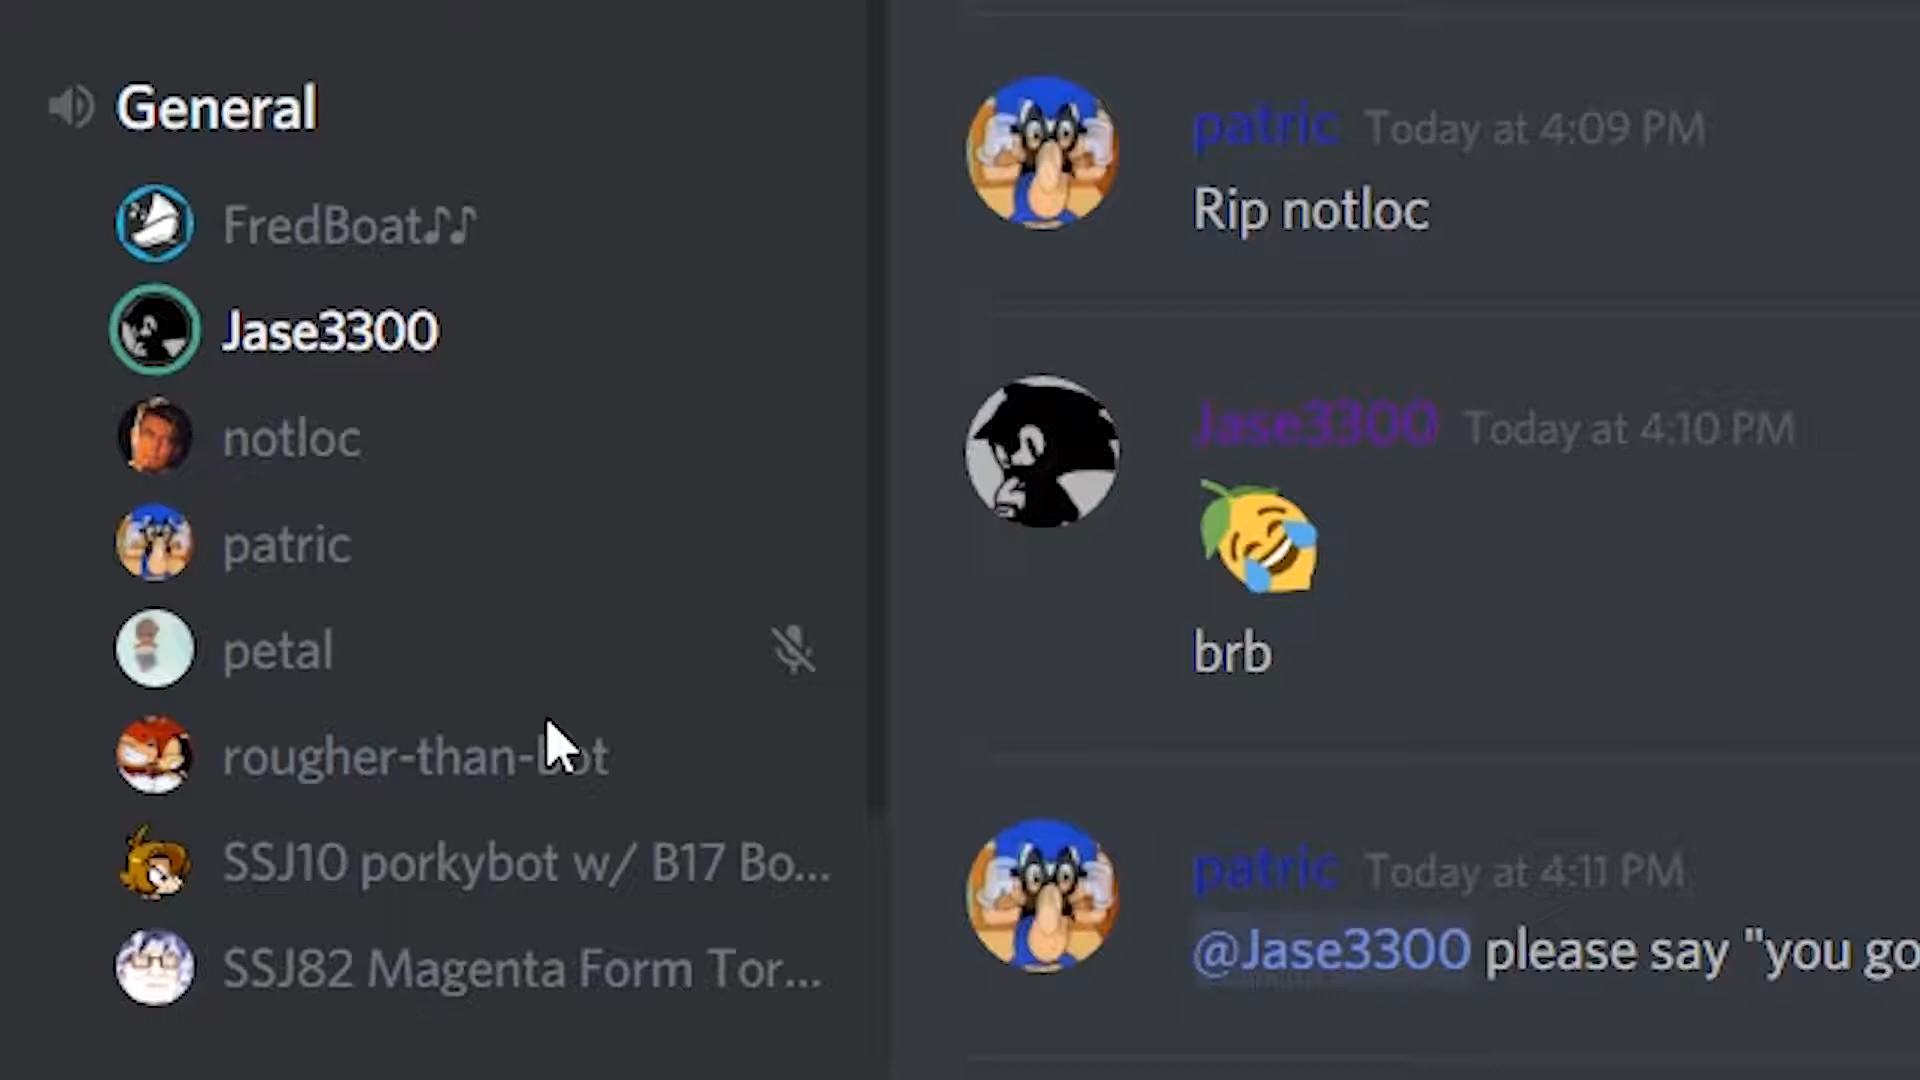 General
FredBoat♪♪
Jase3300
notloc
patric
petal
rougher-than-bot
SSJ10 porkybot w/ B17 Bo...
SSJ82 Magenta Form Tor...
patric Today at 4:09 PM
Rip notloc
Jase3300 Today at 4:10 PM
brb
patric Today at 4:11 PM
@Jase3300 please say "you go